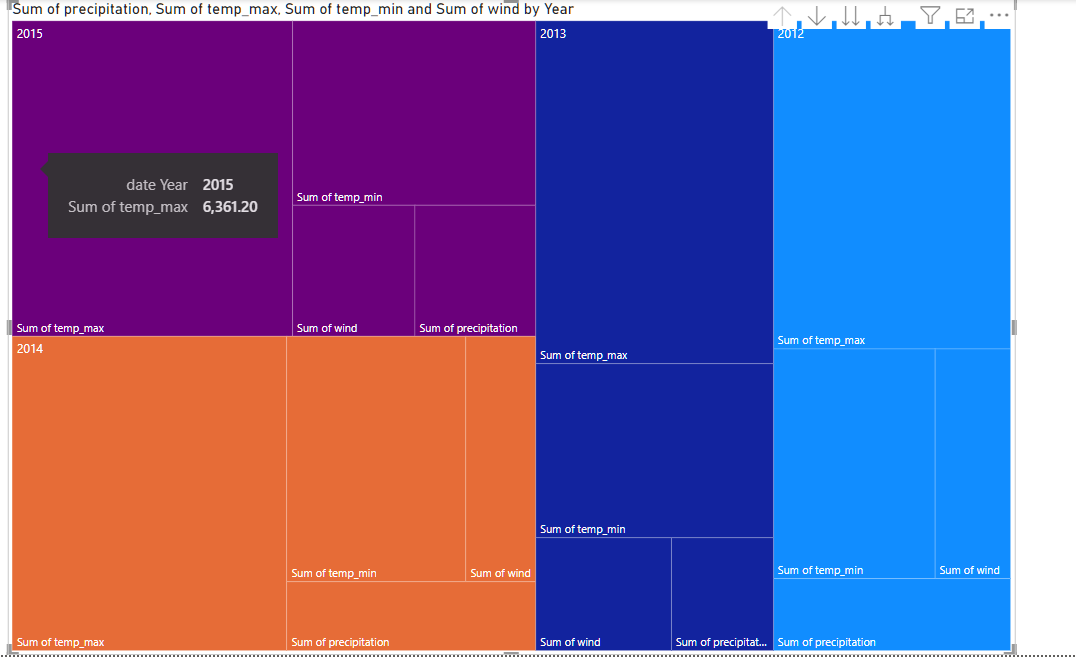 Sum of precipitation, Sum of temp_max, Sum of temp_min and Sum of wind by Year
2015
date Year 2015
Sum of temp_max 6,361.20
Sum of temp_max
Sum of temp_min
Sum of wind
Sum of precipitation
2014
Sum of temp_max
Sum of temp_min
Sum of wind
Sum of precipitation
2013
Sum of temp_max
Sum of temp_min
Sum of wind
Sum of precipitat...
2012
Sum of temp_max
Sum of temp_min
Sum of wind
Sum of precipitation